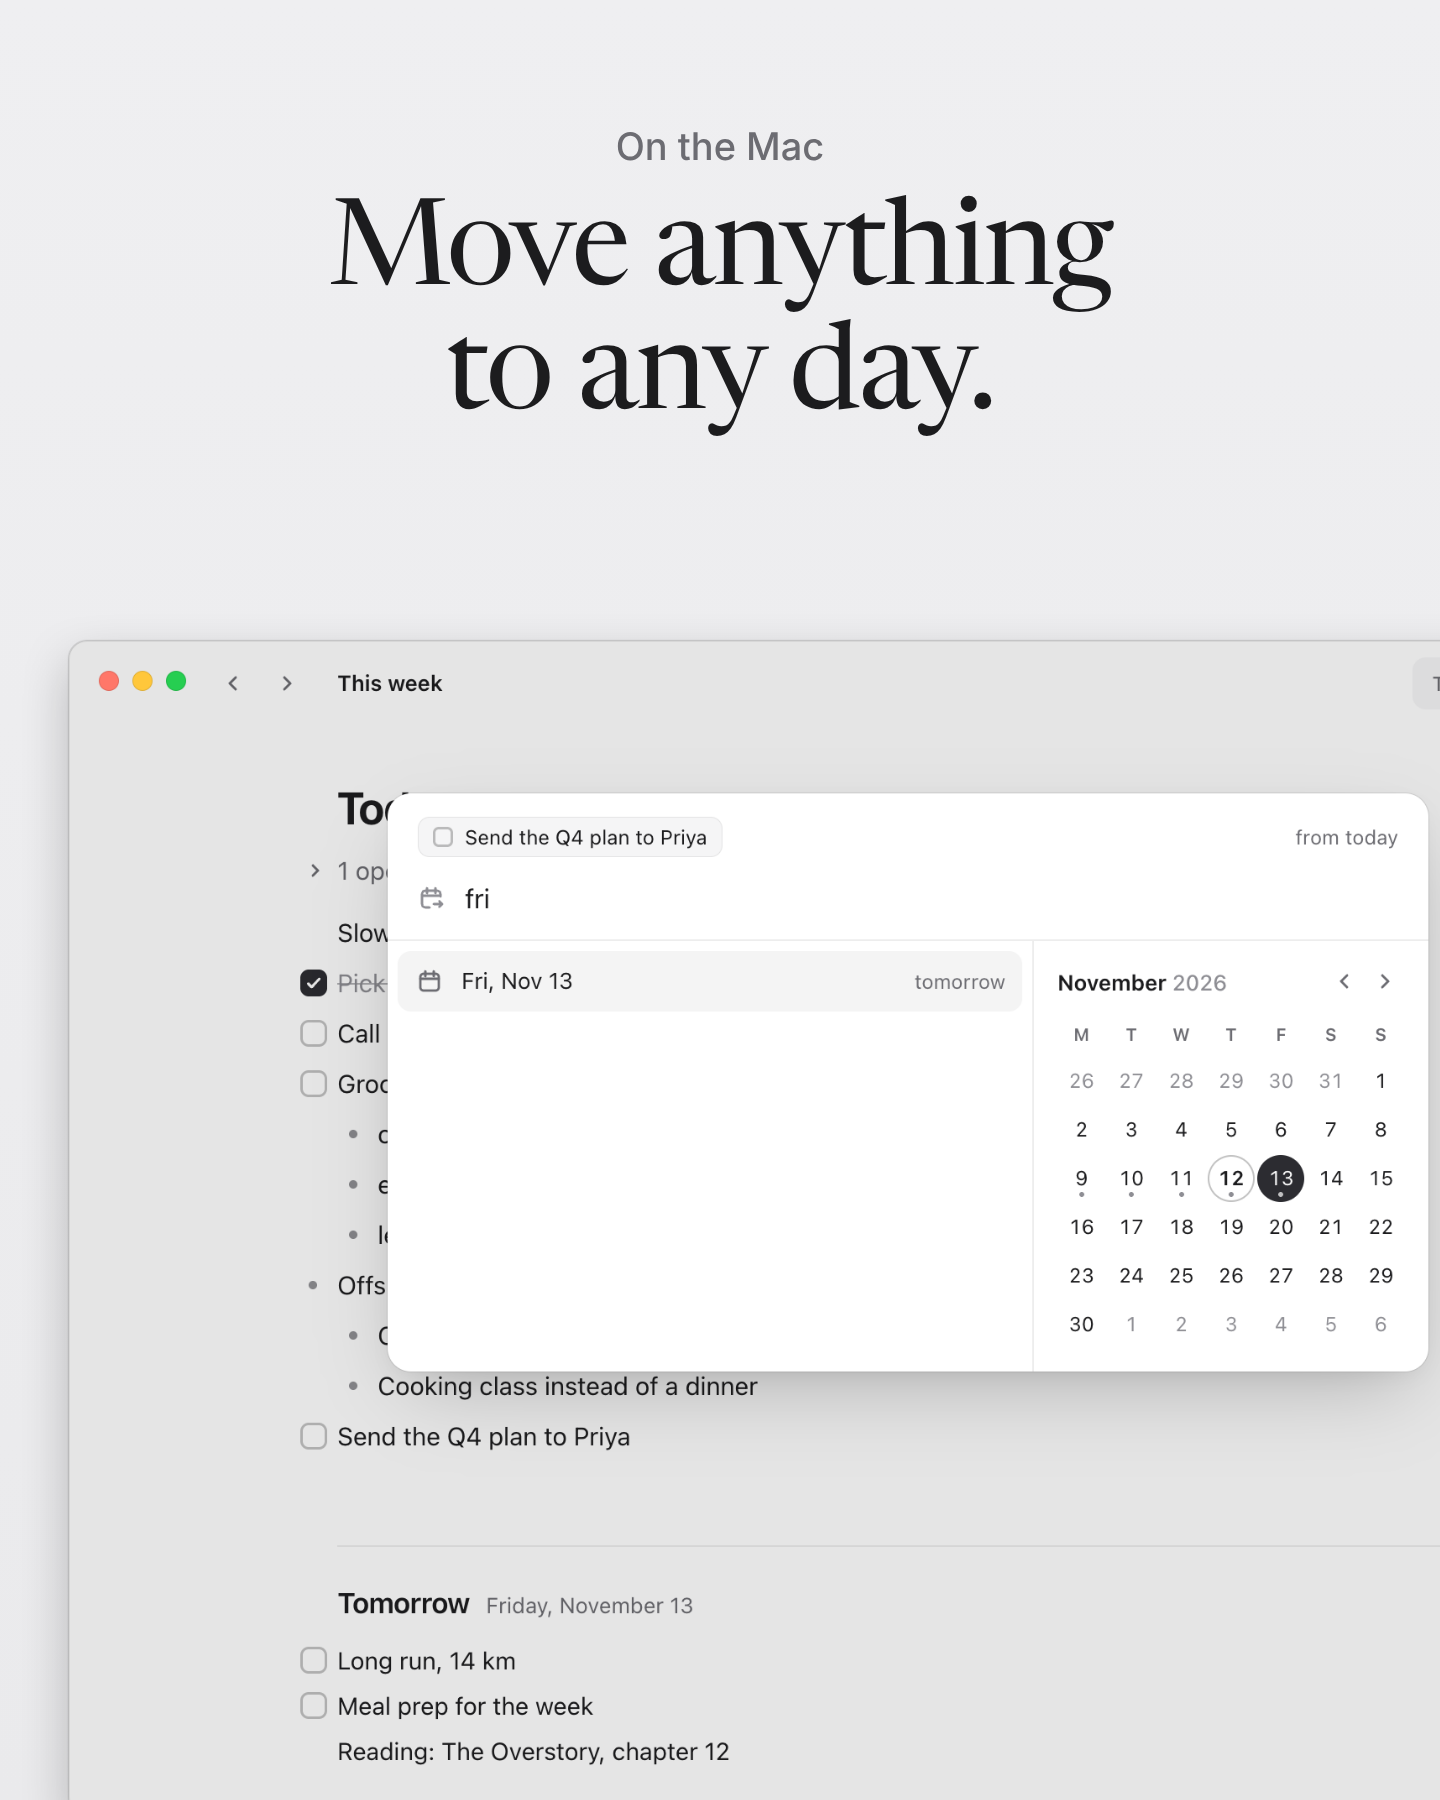 On the Mac
Move anything
to any day.
This week
1
Send the Q4 plan to Priya
from today
fri
Fri, Nov 13
tomorrow
November 2026
M T W T F S S
26 27 28 29 30 31 1
2 3 4 5 6 7 8
9 10 11 12 13 14 15
16 17 18 19 20 21 22
23 24 25 26 27 28 29
30 1 2 3 4 5 6
Slow
Pick
Call
Cooking class instead of a dinner
Send the Q4 plan to Priya
Tomorrow Friday, November 13
Long run, 14 km
Meal prep for the week
Reading: The Overstory, chapter 12